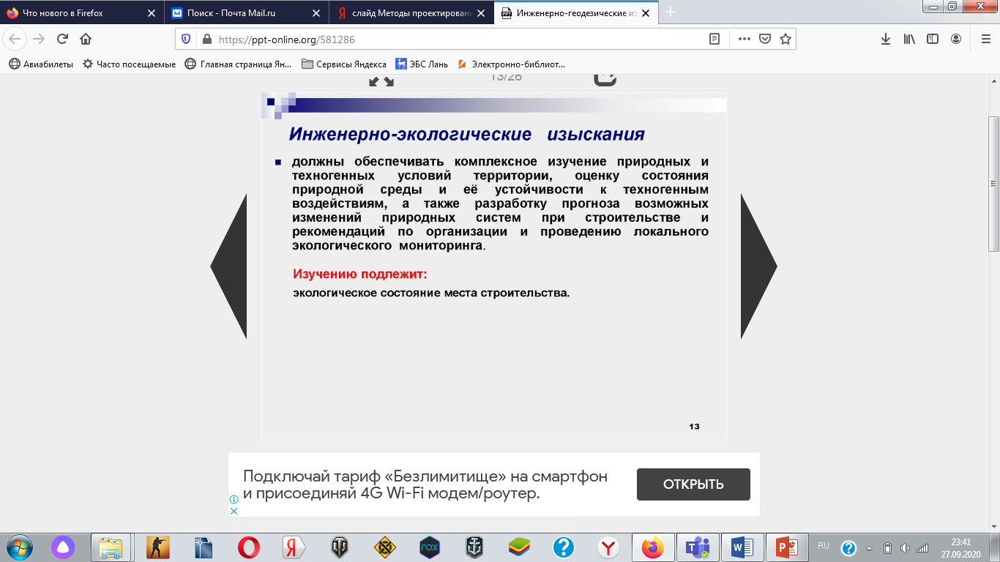 Что нового в Firefox
Поиск - Почта Mail.ru
слайд Методы проектирован
Инженерно-геодезические из
https://ppt-online.org/581286
Авиабилеты
Часто посещаемые
Главная страница Ян...
Сервисы Яндекса
ЭБС Лань
Электронно-библиот...
13/26
Инженерно-экологические изыскания
должны обеспечивать комплексное изучение природных и
техногенных условий территории, оценку состояния
природной среды и её устойчивости к техногенным
воздействиям, а также разработку прогноза возможных
изменений природных систем при строительстве и
рекомендаций по организации и проведению локального
экологического мониторинга.
Изучению подлежит:
экологическое состояние места строительства.
13
Подключай тариф «Безлимитище» на смартфон
и присоединяй 4G Wi-Fi модем/роутер.
ОТКРЫТЬ
RU
23:41
27.09.2020